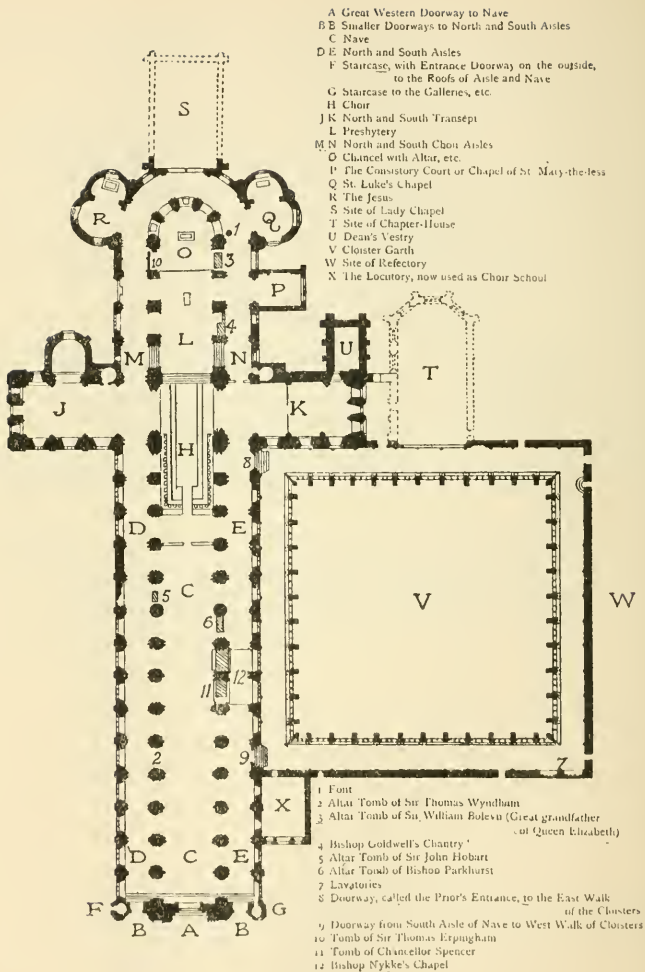 A Great Western Doorway to Nave
B B Smaller Doorways to North and South Aisles
C Nave
D E North and South Aisles
F Staircase, with Entrance Doorway on the outside,
to the Roofs of Aisle and Nave
G Staircase to the Galleries, etc.
H Choir
J K North and South Transept
L Presbytery
M N North and South Choir Aisles
O Chancel with Altar, etc.
P The Consistory Court or Chapel of St Mary-the-less
Q St. Luke's Chapel
R The Jesus
S Site of Lady Chapel
T Site of Chapter-House
U Dean's Vestry
V Cloister Garth
W Site of Refectory
X The Locutory, now used as Choir School
S
R
Q
1
O
10
3
P
L
4
M
N
U
T
J
K
H
8
D
E
C
5
V
W
6
12
11
2
9
7
X
D
C
E
F
G
B
A
B
1 Font
2 Altar Tomb of Sir Thomas Wyndham
3 Altar Tomb of Sir William Boleyn (Great grandfather
of Queen Elizabeth)
4 Bishop Goldwell's Chantry
5 Altar Tomb of Sir John Hobart
6 Altar Tomb of Bishop Parkhurst
7 Lavatories
8 Doorway, called the Prior's Entrance, to the East Walk
of the Cloisters
9 Doorway from South Aisle of Nave to West Walk of Cloisters
10 Tomb of Sir Thomas Erpingham
11 Tomb of Chancellor Spencer
12 Bishop Nykke's Chapel